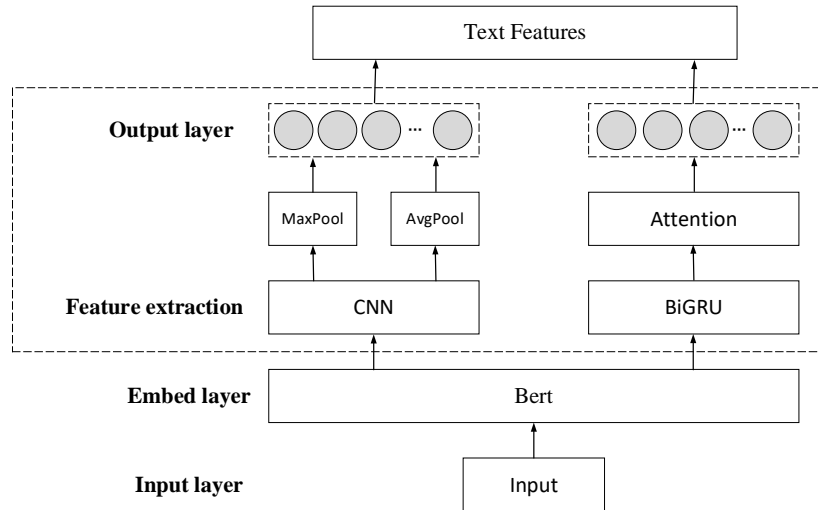 Text Features
Output layer ... ...
MaxPool AvgPool Attention
Feature extraction CNN BiGRU
Embed layer Bert
Input layer Input